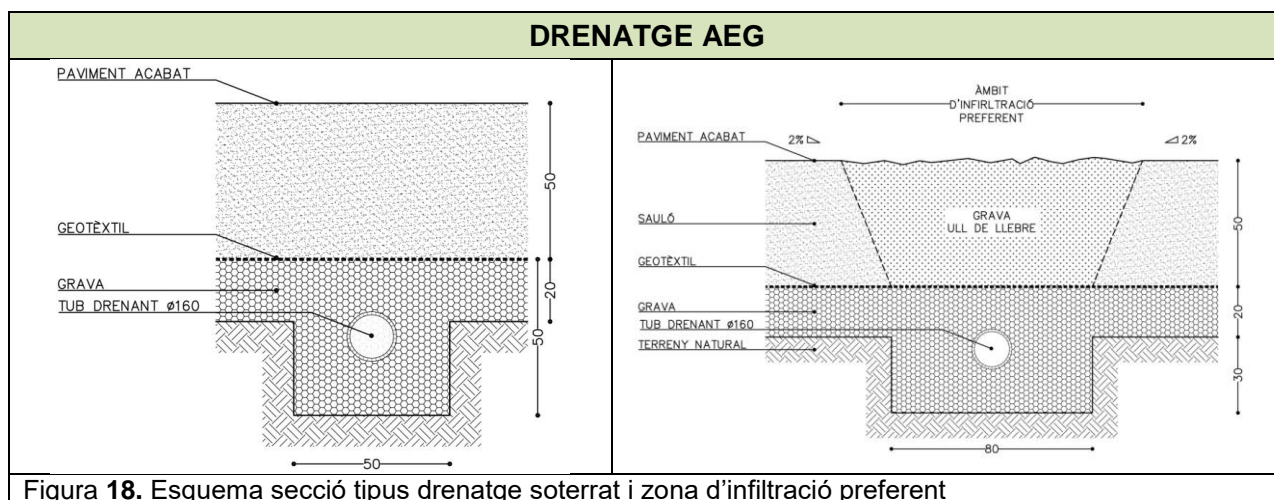 DRENATGE AEG
PAVIMENT ACABAT
GEOTÈXTIL
GRAVA
TUB DRENANT ø160
50
20
50
50
ÀMBIT
D'INFIRLTRACIÓ
PREFERENT
PAVIMENT ACABAT
2%
2%
SAULÓ
GRAVA
ULL DE LLEBRE
GEOTÈXTIL
GRAVA
TUB DRENANT ø160
TERRENY NATURAL
50
20
30
80
Figura 18. Esquema secció tipus drenatge soterrat i zona d'infiltració preferent